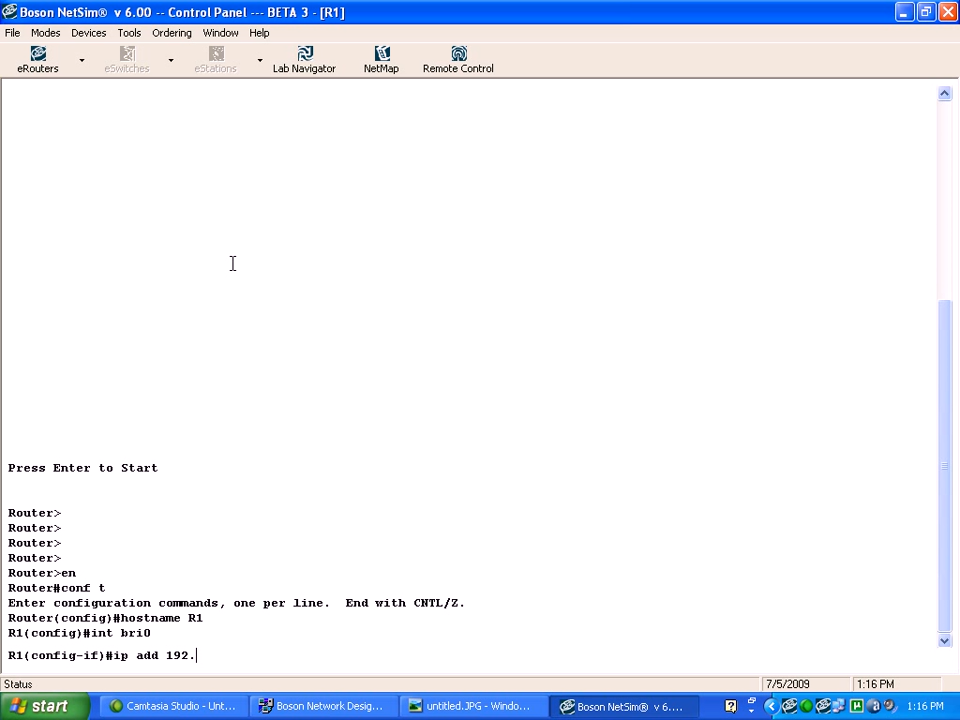 Boson NetSim® v 6.00 -- Control Panel --- BETA 3 - [R1]
File Modes Devices Tools Ordering Window Help
eRouters eSwitches eStations Lab Navigator NetMap Remote Control
Press Enter to Start
Router>
Router>
Router>
Router>
Router>en
Router#conf t
Enter configuration commands, one per line. End with CNTL/Z.
Router(config)#hostname R1
R1(config)#int bri0
R1(config-if)#ip add 192.
Status 7/5/2009 1:16 PM
start Camtasia Studio - Unt... Boson Network Desig... untitled.JPG - Windo... Boson NetSim® v 6.... 1:16 PM